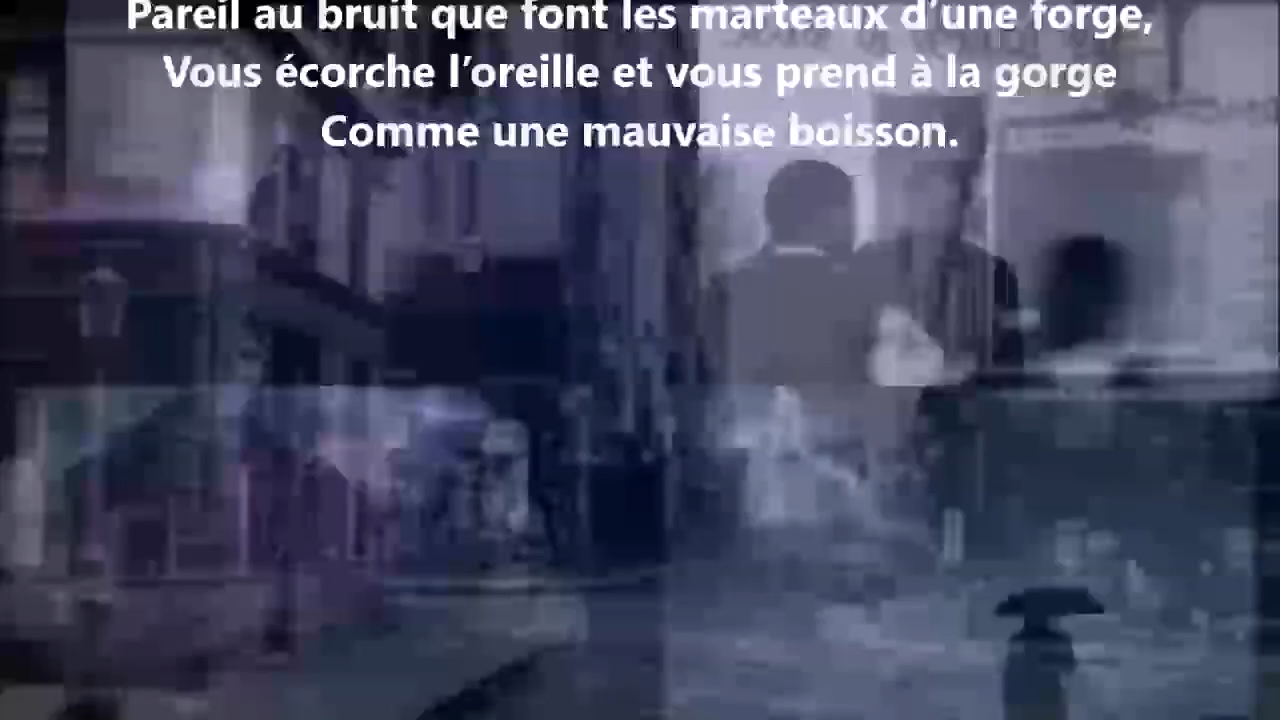 Pareil au bruit que font les marteaux d’une forge,
Vous écorche l’oreille et vous prend à la gorge
Comme une mauvaise boisson.